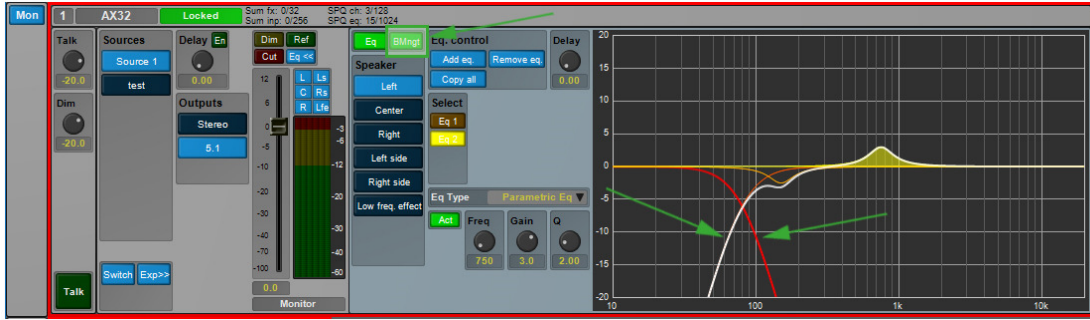 Mon
1 AX32 Locked Sum fx: 0/32 SPQ ch: 3/128
Sum inp: 0/256 SPQ eq: 15/1024
Talk
-20.0
Dim
-20.0
Talk
Sources
Source 1
test
Switch Exp>>
Delay En
0.00
Outputs
Stereo
5.1
Dim Ref
Cut Eq <<
12
6
0
-5
-10
-20
-30
-40
-70
-100
0.0
L Ls
C Rs
R Lfe
-3
-6
-12
-20
-30
-40
-60
Monitor
Eq BMngt
Speaker
Left
Center
Right
Left side
Right side
Low freq. effect
Eq. control
Add eq. Remove eq.
Copy all
Delay
0.00
Select
Eq 1
Eq 2
Eq Type Parametric Eq ▼
Act Freq Gain Q
750 3.0 2.00
20
15
10
5
0
-5
-10
-15
-20
10 100 1k 10k